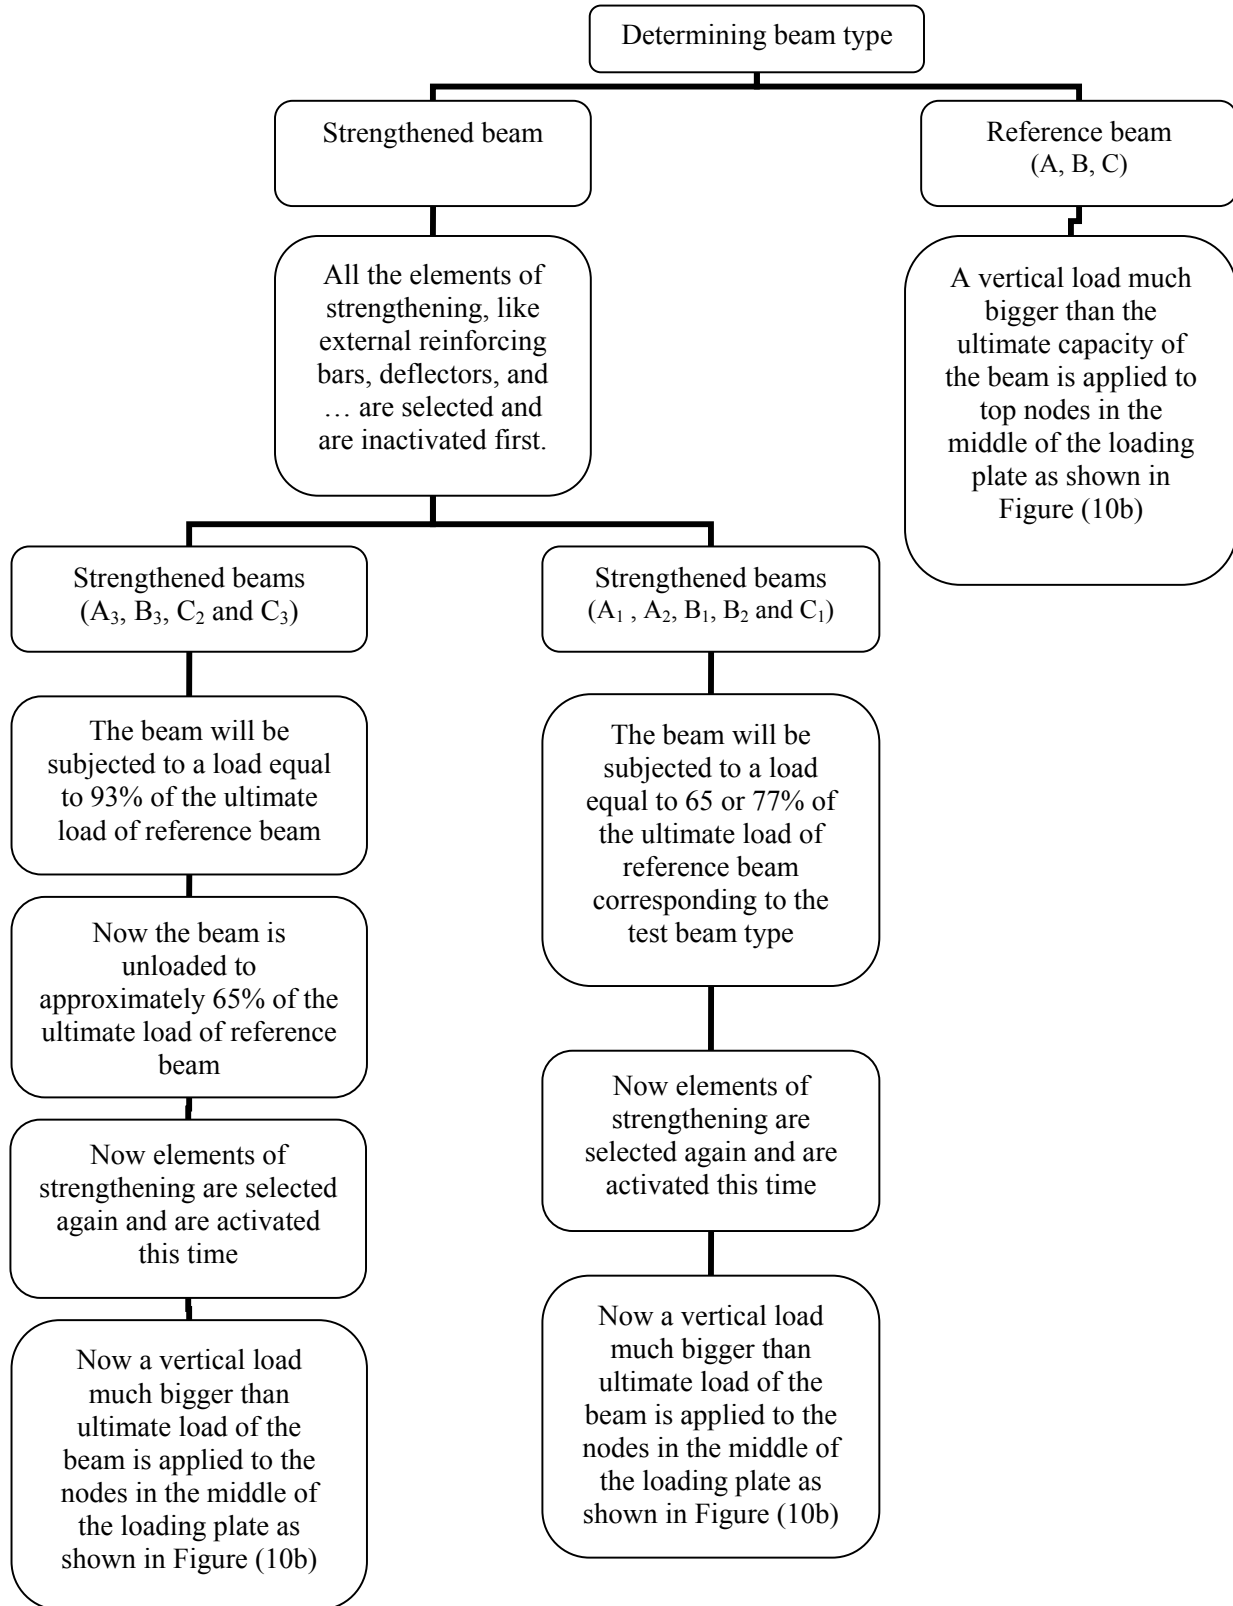 Determining beam type
Strengthened beam
Reference beam
(A, B, C)
All the elements of
strengthening, like
external reinforcing
bars, deflectors, and
… are selected and
are inactivated first.
A vertical load much
bigger than the
ultimate capacity of
the beam is applied to
top nodes in the
middle of the loading
plate as shown in
Figure (10b)
Strengthened beams
(A₃, B₃, C₂ and C₃)
Strengthened beams
(A₁ , A₂, B₁, B₂ and C₁)
The beam will be
subjected to a load equal
to 93% of the ultimate
load of reference beam
The beam will be
subjected to a load
equal to 65 or 77% of
the ultimate load of
reference beam
corresponding to the
test beam type
Now the beam is
unloaded to
approximately 65% of the
ultimate load of reference
beam
Now elements of
strengthening are
selected again and are
activated this time
Now elements of
strengthening are selected
again and are activated
this time
Now a vertical load
much bigger than
ultimate load of the
beam is applied to the
nodes in the middle of
the loading plate as
shown in Figure (10b)
Now a vertical load
much bigger than
ultimate load of the
beam is applied to the
nodes in the middle of
the loading plate as
shown in Figure (10b)